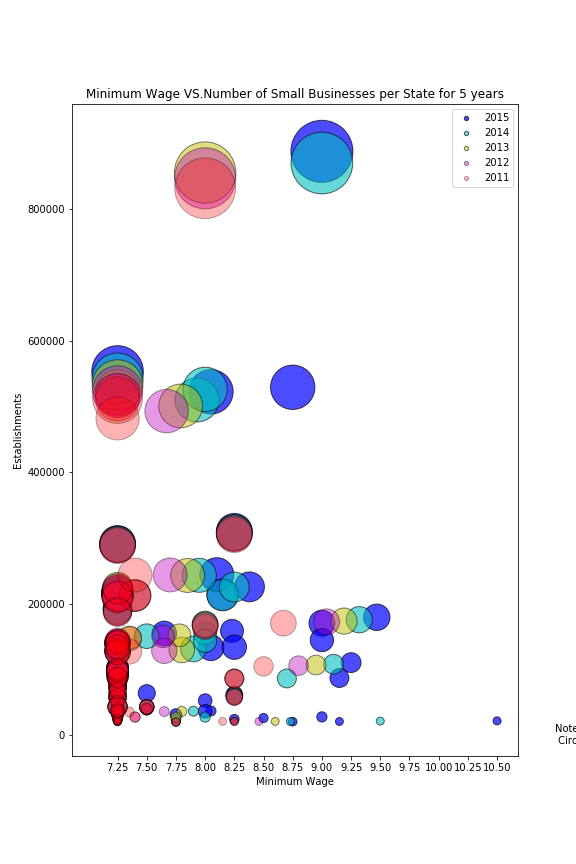 Minimum Wage VS.Number of Small Businesses per State for 5 years
2015
2014
2013
2012
2011
800000
600000
400000
200000
0
Establishments
7.25 7.50 7.75 8.00 8.25 8.50 8.75 9.00 9.25 9.50 9.75 10.00 10.25 10.50
Minimum Wage
Note
Circ